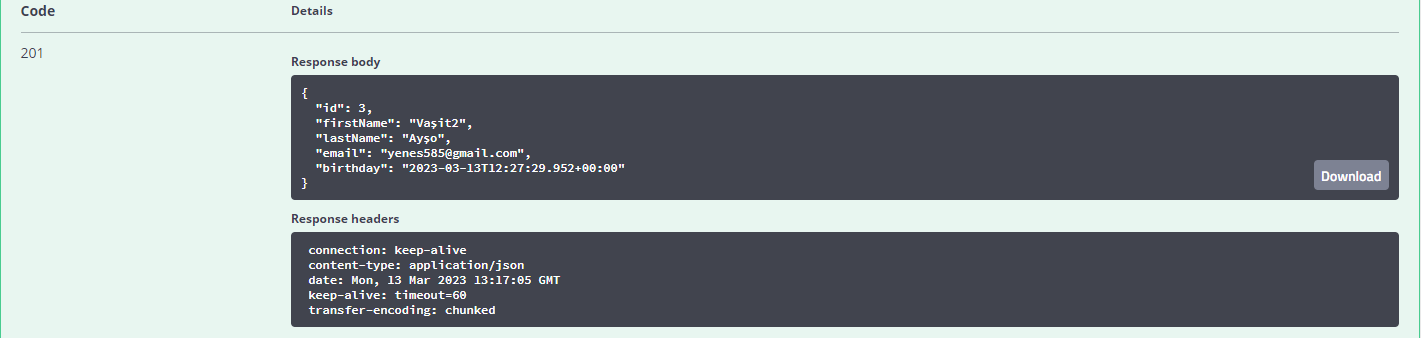 Code Details
201
Response body
{
  "id": 3,
  "firstName": "Vaşit2",
  "lastName": "Ayşo",
  "email": "yenes585@gmail.com",
  "birthday": "2023-03-13T12:27:29.952+00:00"
}
Download
Response headers
connection: keep-alive
content-type: application/json
date: Mon, 13 Mar 2023 13:17:05 GMT
keep-alive: timeout=60
transfer-encoding: chunked